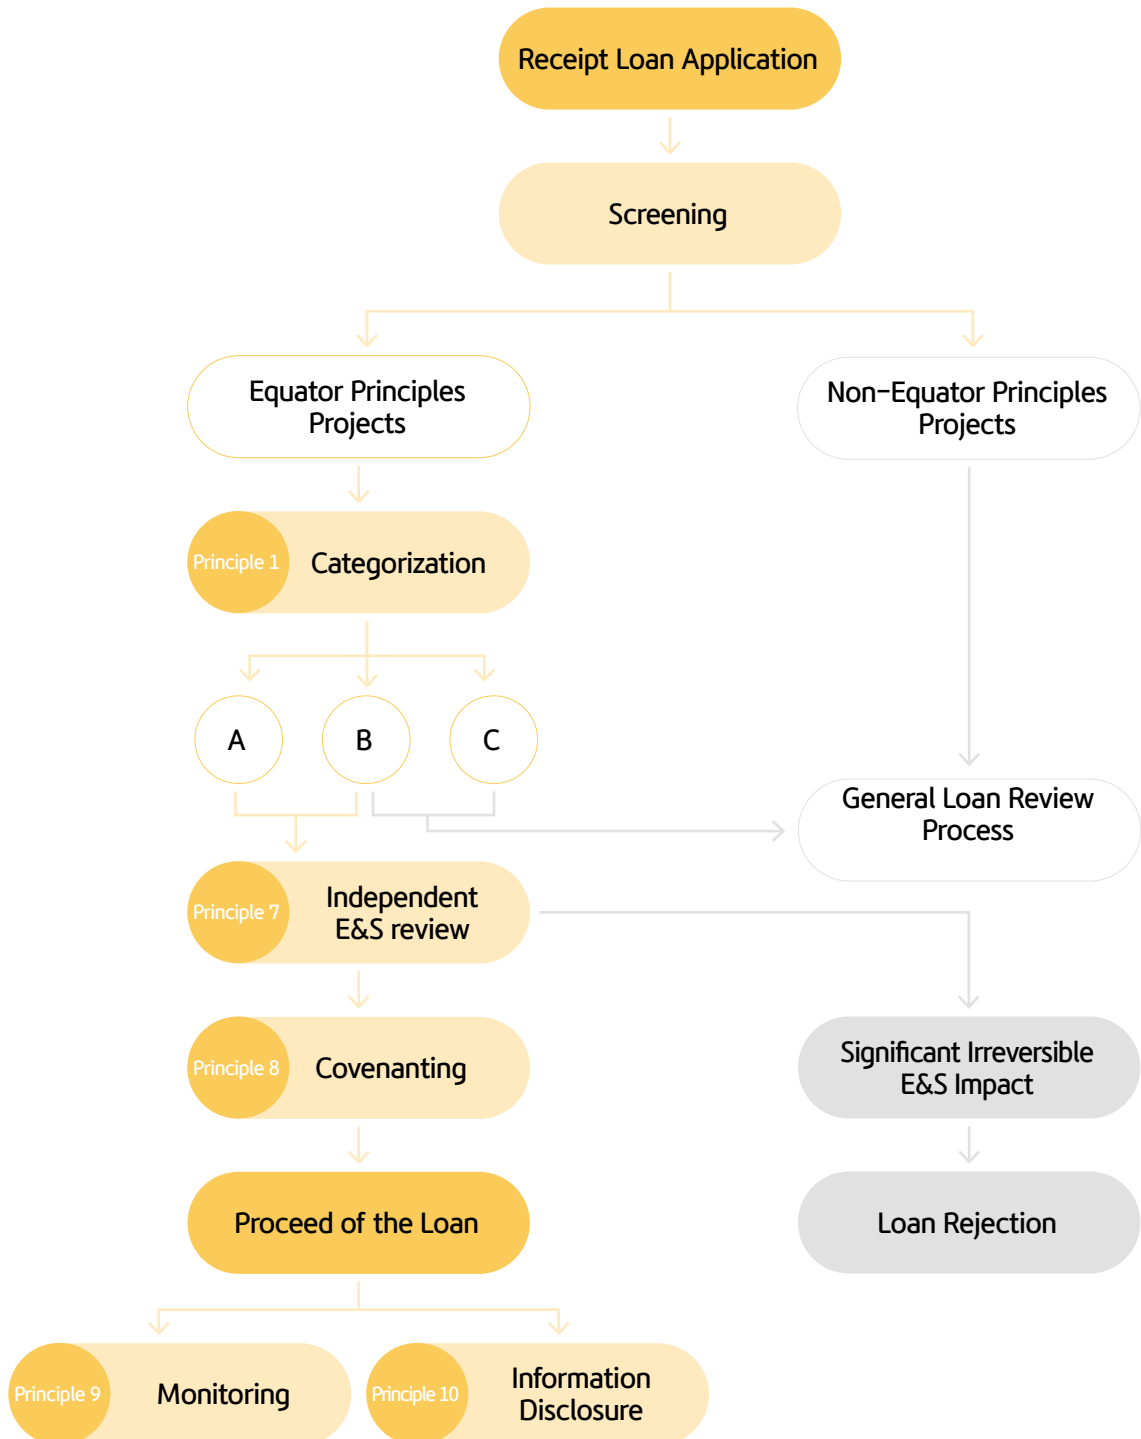 Receipt Loan Application
Screening
Equator Principles
Projects
Non-Equator Principles
Projects
Principle 1
Categorization
A
B
C
General Loan Review
Process
Principle 7
Independent
E&S review
Principle 8
Covenanting
Significant Irreversible
E&S Impact
Proceed of the Loan
Loan Rejection
Principle 9
Monitoring
Principle 10
Information
Disclosure